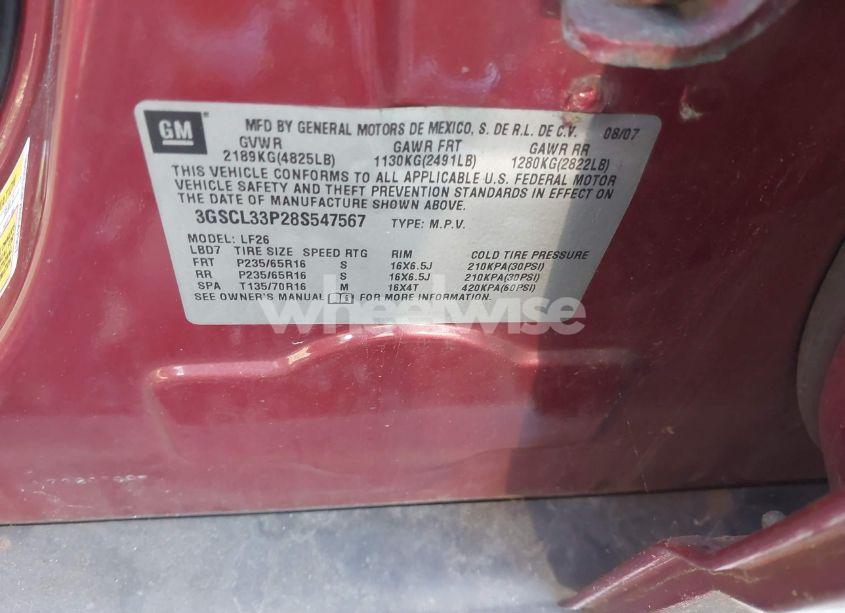 GM
MFD BY GENERAL MOTORS DE MEXICO, S. DE R.L. DE C.V. 08/07
GVWR GAWR FRT GAWR RR
2189KG(4825LB) 1130KG(2491LB) 1280KG(2822LB)
THIS VEHICLE CONFORMS TO ALL APPLICABLE U.S. FEDERAL MOTOR
VEHICLE SAFETY AND THEFT PREVENTION STANDARDS IN EFFECT ON
THE DATE OF MANUFACTURE SHOWN ABOVE.
3GSCL33P28S547567 TYPE: M.P.V.
MODEL: LF26
LBD7 TIRE SIZE SPEED RTG RIM COLD TIRE PRESSURE
FRT P235/65R16 S 16X6.5J 210KPA(30PSI)
RR P235/65R16 S 16X6.5J 210KPA(30PSI)
SPA T135/70R16 M 16X4T 420KPA(60PSI)
SEE OWNER'S MANUAL FOR MORE INFORMATION.
wheelwise